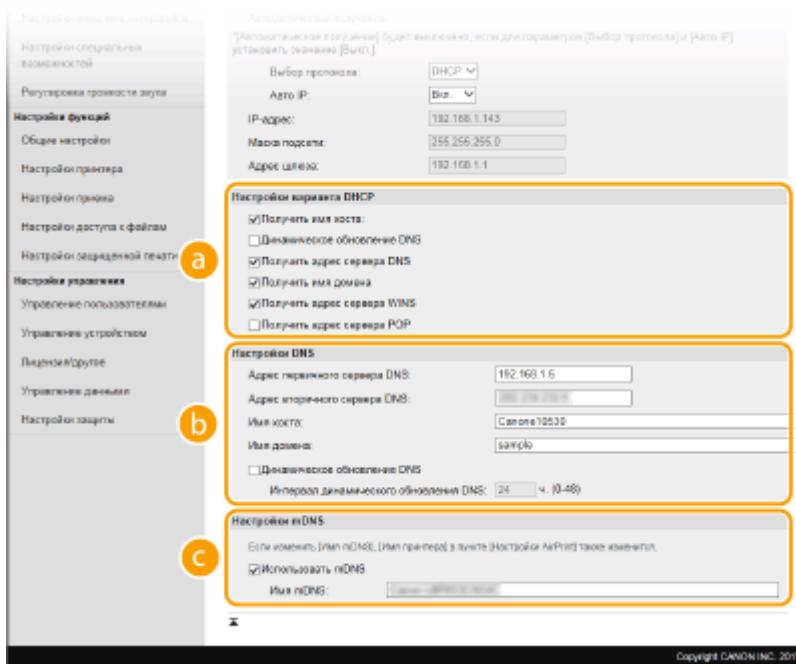 Настройки внешнего интерфейса
Настройки специальных
возможностей
Регулировка громкости звука
Настройки функций
Общие настройки
Настройки принтера
Настройки приема
Настройки доступа к файлам
Настройки защищенной печати
Настройки управления
Управление пользователями
Управление устройством
Лицензия/другое
Управление данными
Настройки защиты
Автоматическое получение
"[Автоматическое получение] будет выключено, если для параметров [Выбор протокола] и [Авто IP]
установить значение [Выкл.].
Выбор протокола: DHCP
Авто IP: Вкл.
IP-адрес: 192.168.1.143
Маска подсети: 255.255.255.0
Адрес шлюза: 192.168.1.1
a
Настройки варианта DHCP
Получить имя хоста:
Динамическое обновление DNS
Получить адрес сервера DNS
Получить имя домена
Получить адрес сервера WINS
Получить адрес сервера POP
b
Настройки DNS
Адрес первичного сервера DNS: 192.168.1.6
Адрес вторичного сервера DNS:
Имя хоста: Canone10530
Имя домена: sample
Динамическое обновление DNS
Интервал динамического обновления DNS: 24 ч. (0-48)
c
Настройки mDNS
Если изменить [Имя mDNS], [Имя принтера] в пункте [Настройки AirPrint] также изменится.
Использовать mDNS
Имя mDNS:
Copyright CANON INC. 201